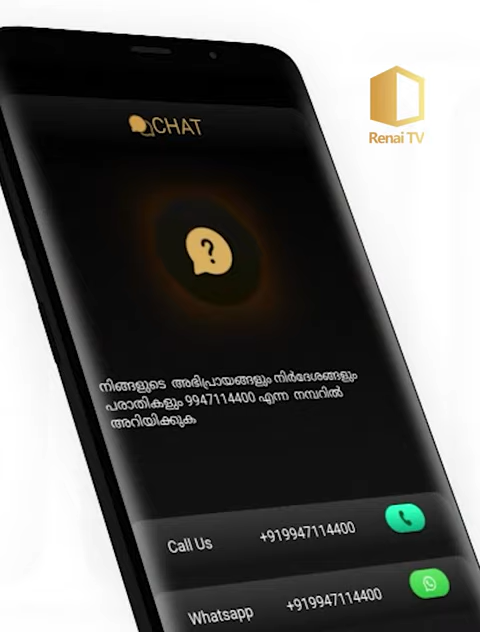 Renai TV
CHAT
?
നിങ്ങളുടെ അഭിപ്രായങ്ങളും നിർദേശങ്ങളും
പരാതികളും 9947114400 എന്ന നമ്പറിൽ
അറിയിക്കുക
Call Us +919947114400
Whatsapp +919947114400